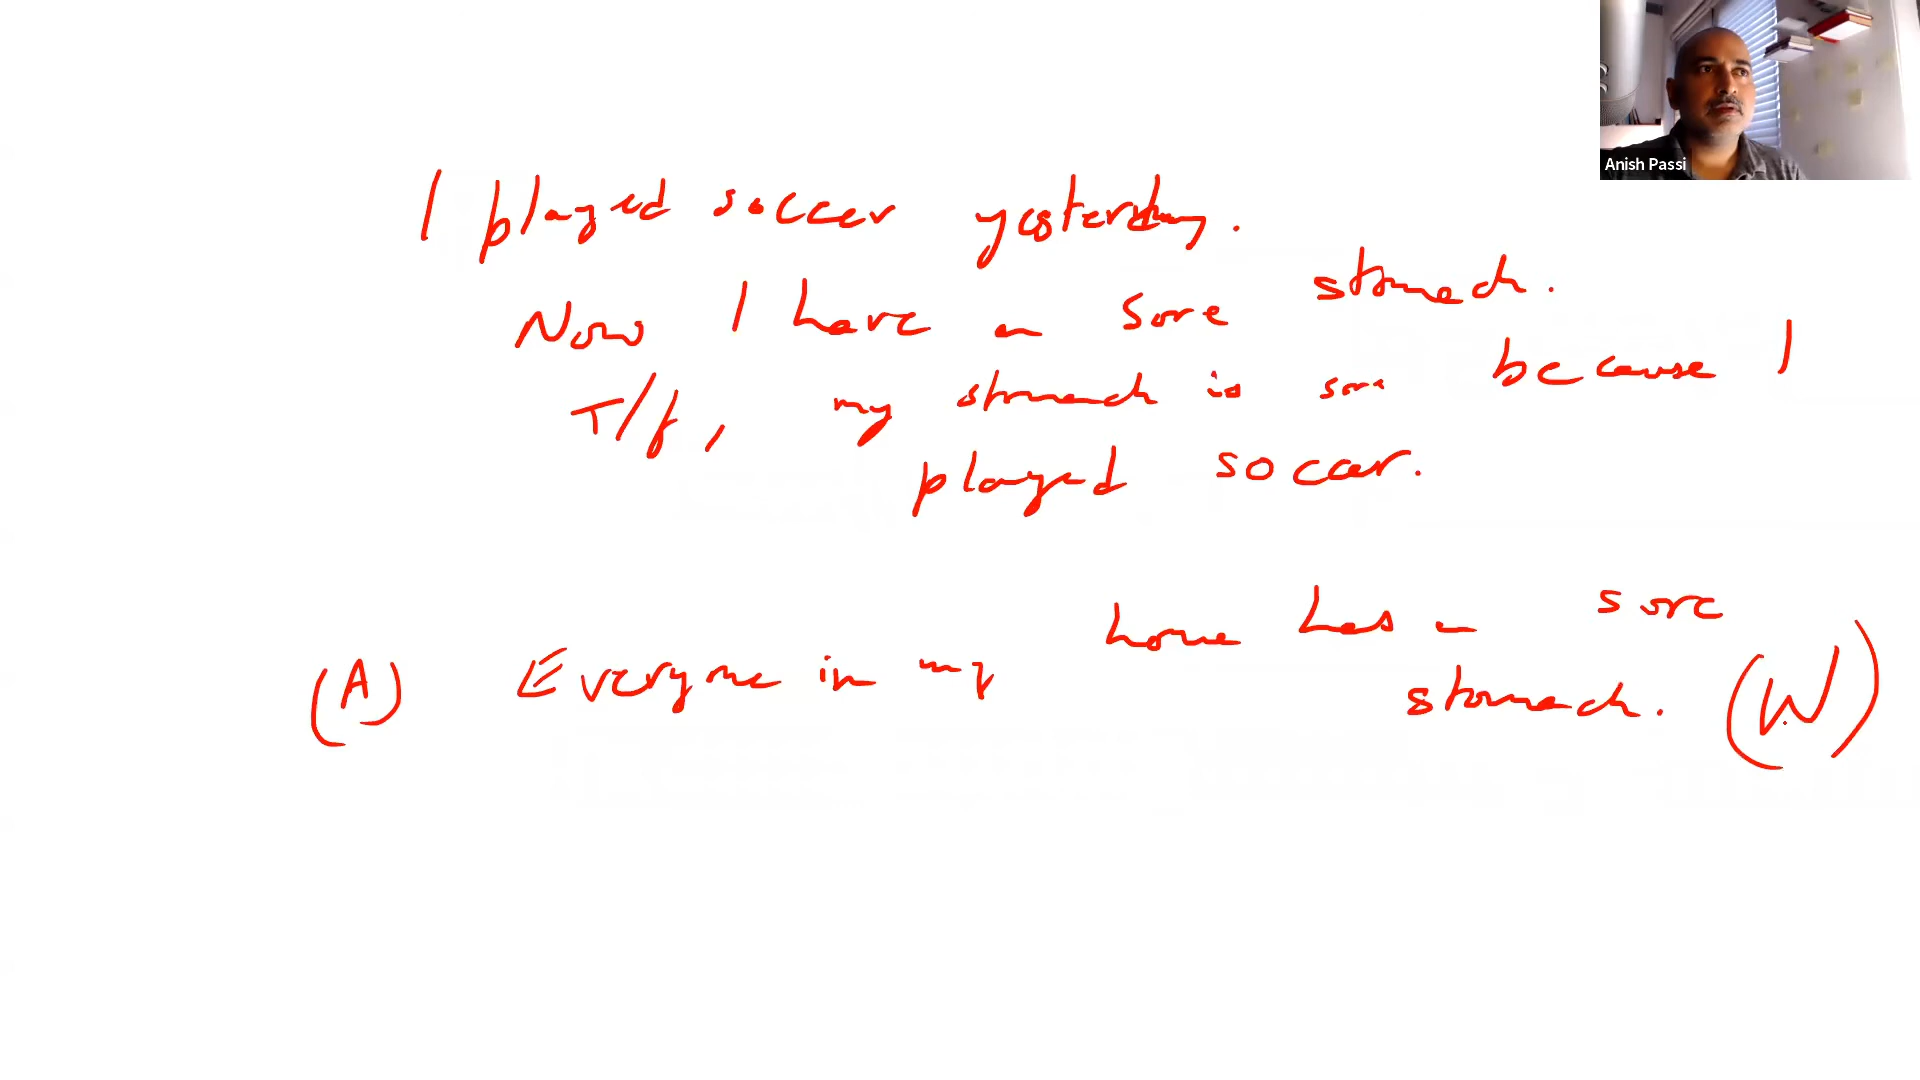 Anish Passi
I played soccer yesterday.
Now I have a sore stomach.
T/f, my stomach is sore because I
played soccer.
(A) Everyone in my home has a sore
stomach. (W)